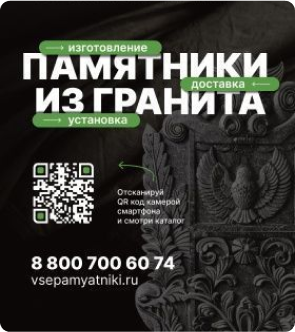 изготовление
ПАМЯТНИКИ
доставка
ИЗ ГРАНИТА
установка
Отсканируй
QR код камерой
смартфона
и смотри каталог
8 800 700 60 74
vsepamyatniki.ru